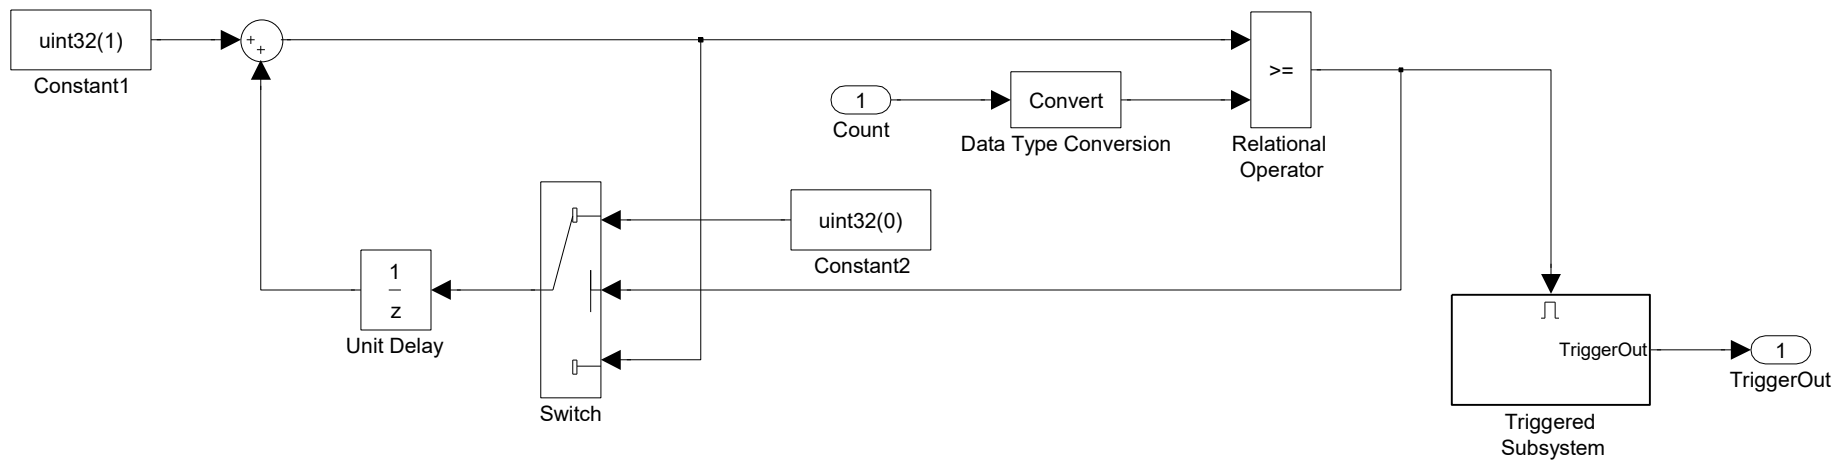 uint32(1)
Constant1
+
+
1
Count
Convert
Data Type Conversion
>=
Relational
Operator
uint32(0)
Constant2
1
z
Unit Delay
Switch
TriggerOut
Triggered
Subsystem
1
TriggerOut